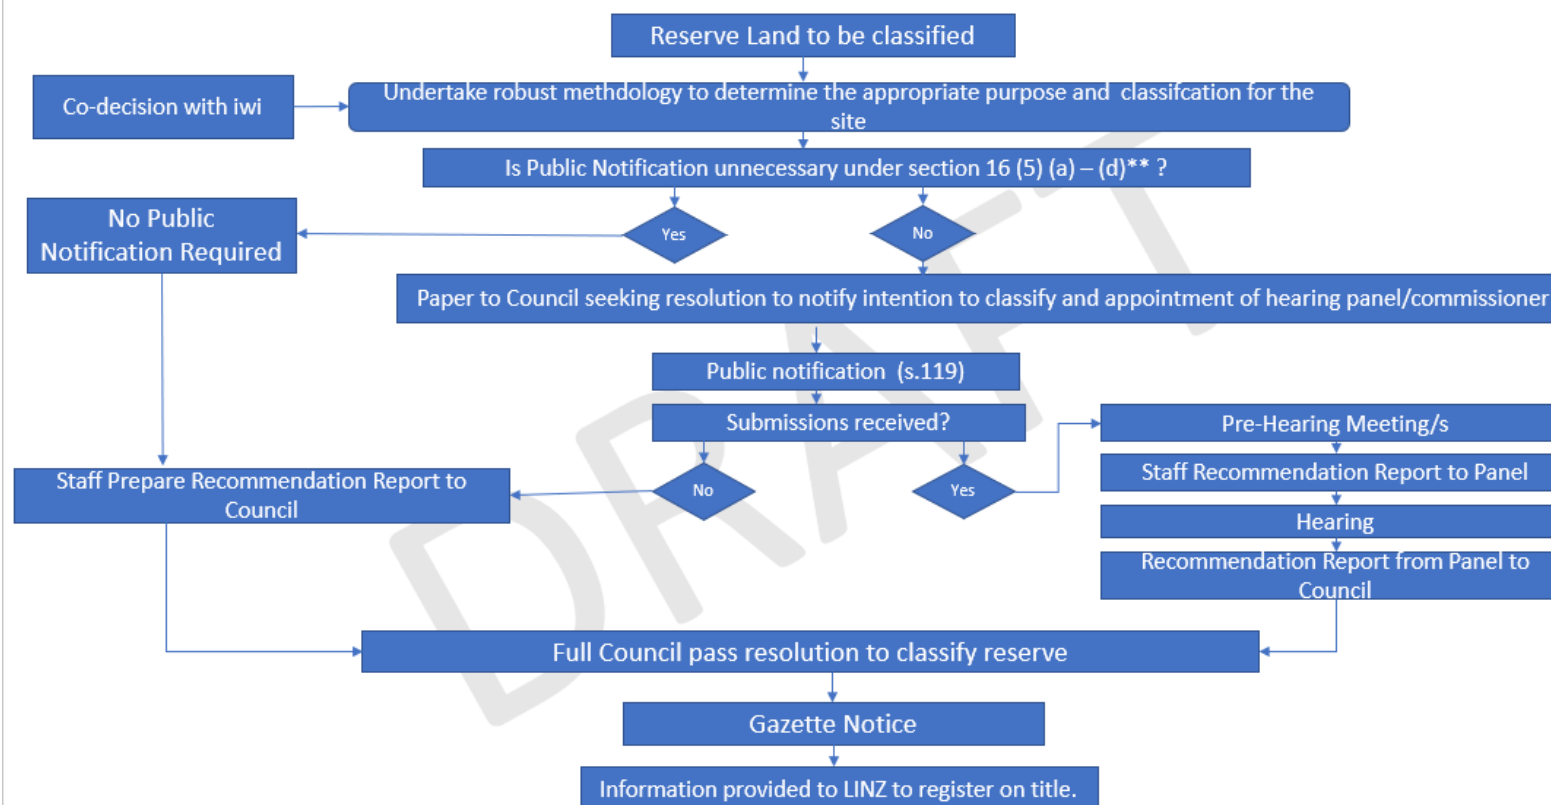 Reserve Land to be classified
Co-decision with iwi
Undertake robust methdology to determine the appropriate purpose and classifcation for the
site
Is Public Notification unnecessary under section 16 (5) (a) – (d)** ?
No Public
Notification Required
Yes
No
Paper to Council seeking resolution to notify intention to classify and appointment of hearing panel/commissioner
Public notification (s.119)
Submissions received?
Pre-Hearing Meeting/s
Staff Prepare Recommendation Report to
Council
No
Yes
Staff Recommendation Report to Panel
Hearing
Recommendation Report from Panel to
Council
Full Council pass resolution to classify reserve
Gazette Notice
Information provided to LINZ to register on title.
DRAFT